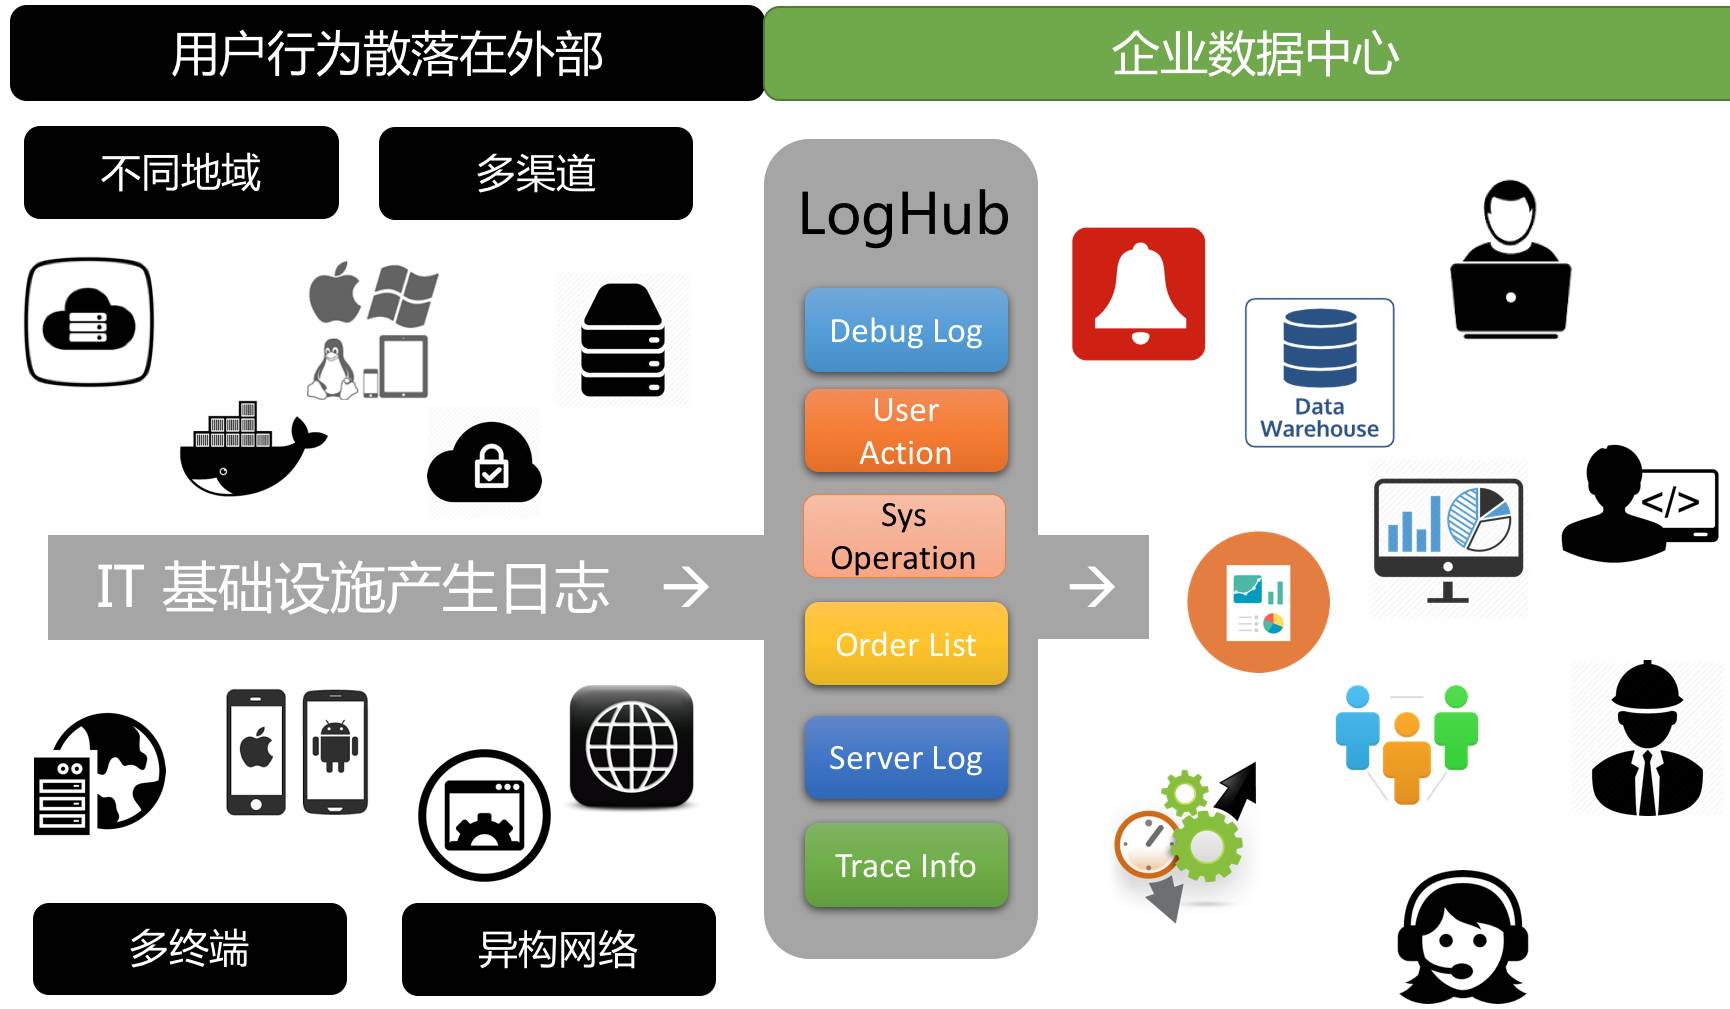 用户行为散落在外部
企业数据中心
不同地域
多渠道
LogHub
Debug Log
User
Action
Sys
Operation
Order List
Server Log
Trace Info
IT 基础设施产生日志 →
→
Data
Warehouse
</>
多终端
异构网络